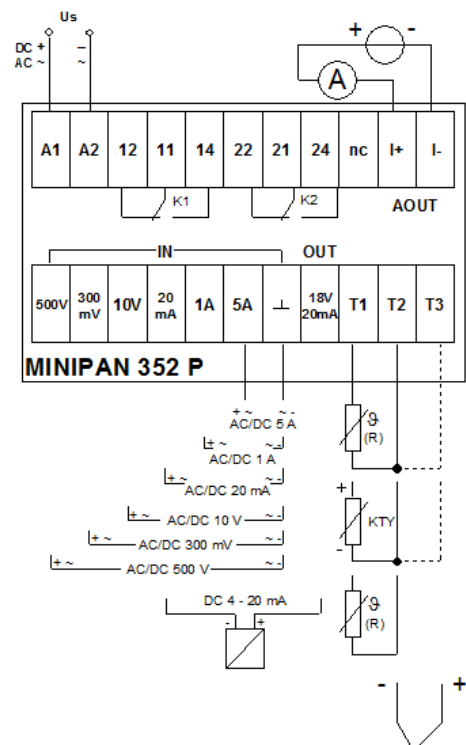 Us
DC + –
AC ~ ~
+ -
A
A1 A2 12 11 14 22 21 24 nc I+ I-
K1 K2 AOUT
IN OUT
500V 300 mV 10V 20 mA 1A 5A ⊥ 18V 20mA T1 T2 T3
MINIPAN 352 P
+ ~ ~ -
AC/DC 5 A
+ ~ ~ -
AC/DC 1 A
+ ~ ~ -
AC/DC 20 mA
+ ~ AC/DC 10 V ~ -
+ ~ AC/DC 300 mV ~ -
+ ~ AC/DC 500 V ~ -
ϑ
(R)
+
KTY
-
DC 4 - 20 mA
- +
ϑ
(R)
- +